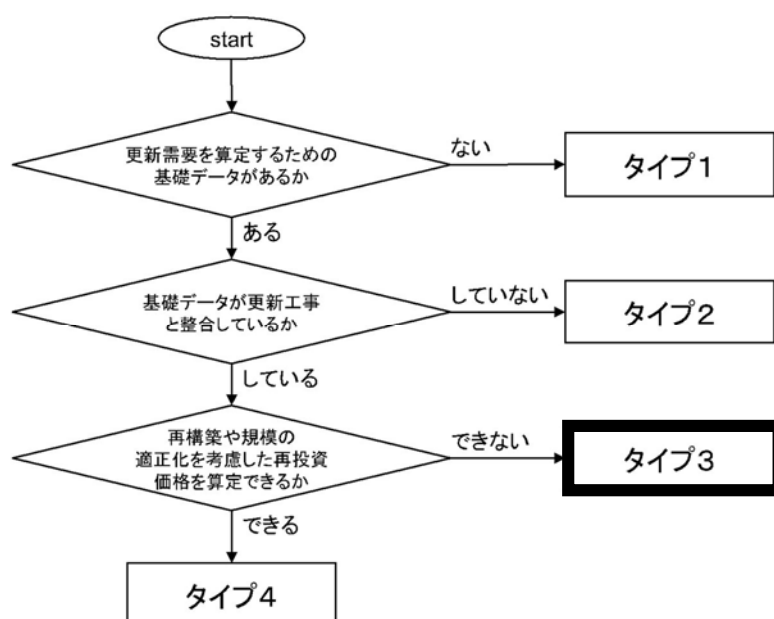 start
更新需要を算定するための
基礎データがあるか
ない
タイプ1
ある
基礎データが更新工事
と整合しているか
していない
タイプ2
している
再構築や規模の
適正化を考慮した再投資
価格を算定できるか
できない
タイプ3
できる
タイプ4